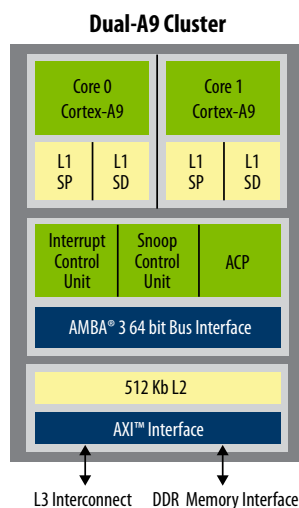 Dual-A9 Cluster
Core 0
Cortex-A9
Core 1
Cortex-A9
L1
SP
L1
SD
L1
SP
L1
SD
Interrupt
Control
Unit
Snoop
Control
Unit
ACP
AMBA® 3 64 bit Bus Interface
512 Kb L2
AXI™ Interface
L3 Interconnect
DDR Memory Interface